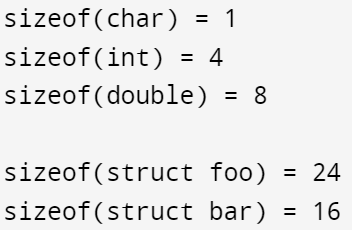 sizeof(char) = 1
sizeof(int) = 4
sizeof(double) = 8
sizeof(struct foo) = 24
sizeof(struct bar) = 16